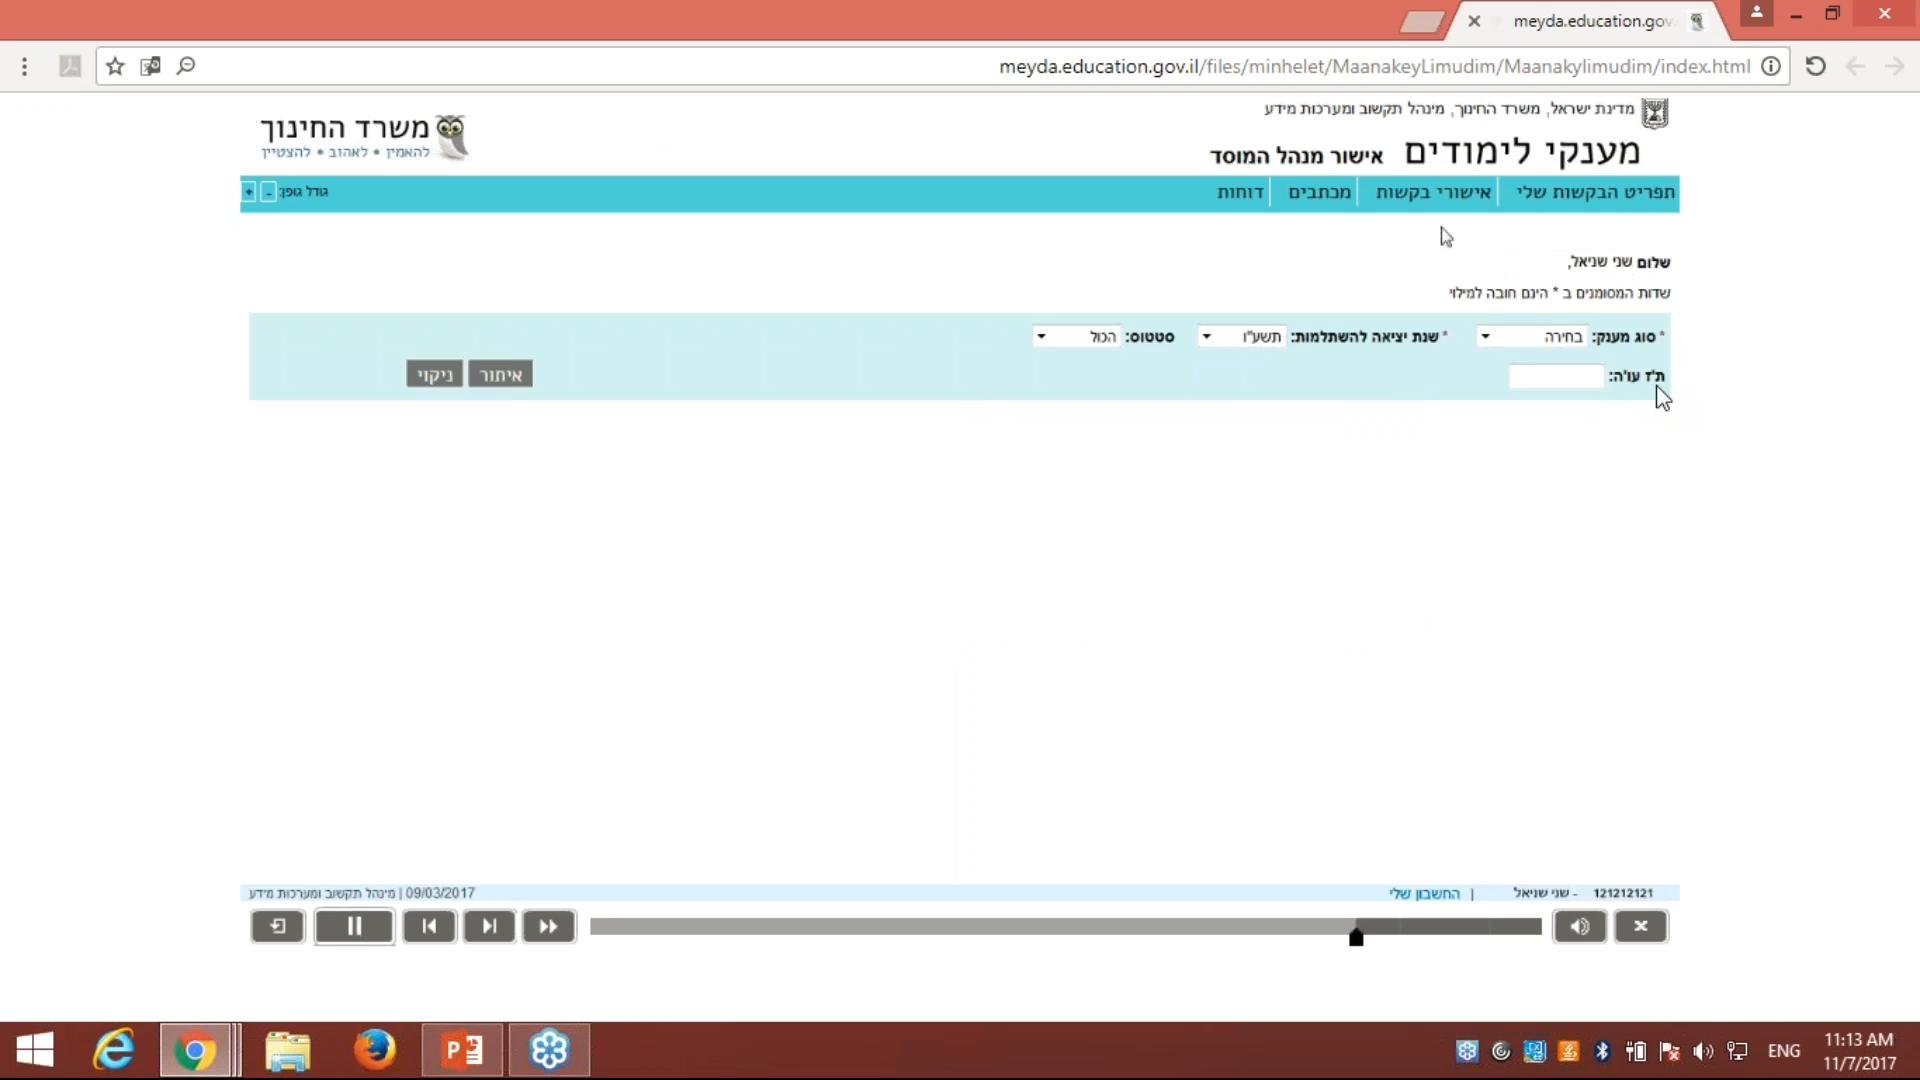 meyda.education.gov
meyda.education.gov.il/files/minhelet/MaanakeyLimudim/Maanakylimudim/index.html
מדינת ישראל, משרד החינוך, מינהל תקשוב ומערכות מידע
מענקי לימודים אישור מנהל המוסד
משרד החינוך
להאמין • לאהוב • להצטיין
תפריט הבקשות שלי | אישורי בקשות | מכתבים | דוחות
גודל גופן: - +
שלום שני שניאל,
שדות המסומנים ב * הינם חובה למילוי
* סוג מענק: בחירה * שנת יציאה להשתלמות: תשע"ו סטטוס: הכול
ת'ז עו'ה:
איתור ניקוי
121212121 - שני שניאל | החשבון שלי
09/03/2017 | מינהל תקשוב ומערכות מידע
ENG
11:13 AM
11/7/2017